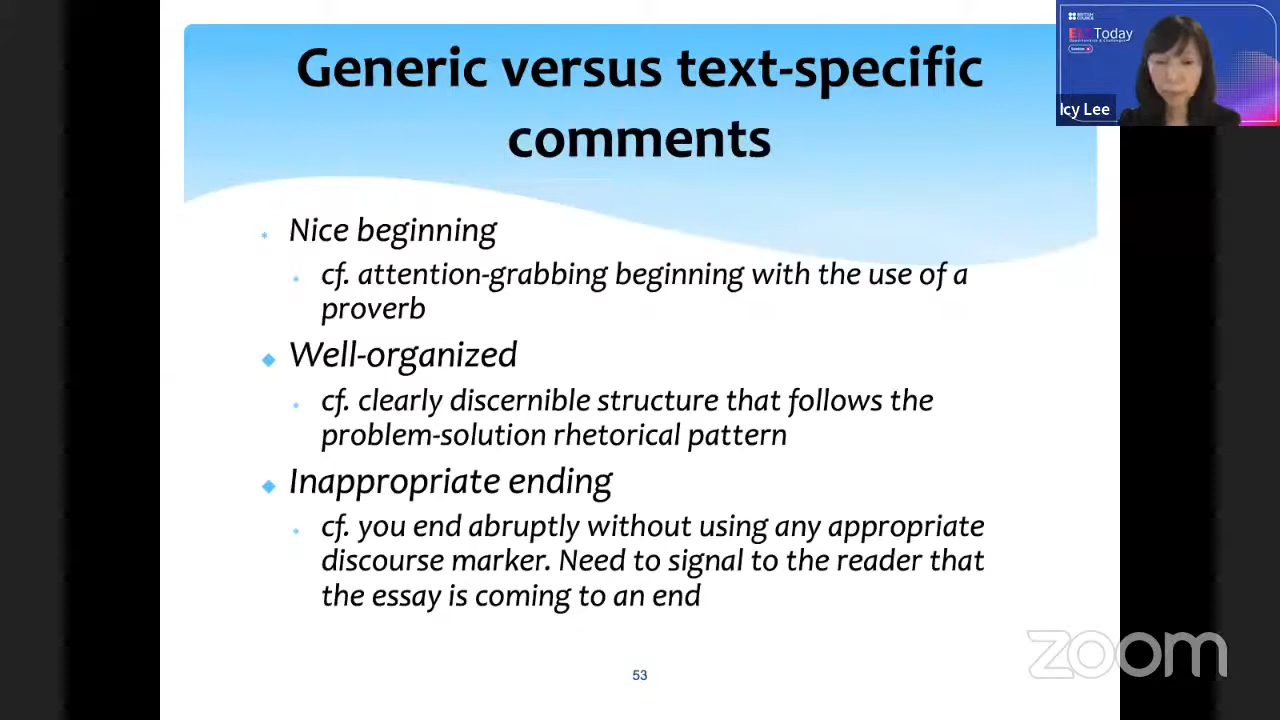 Generic versus text-specific
comments
Nice beginning
cf. attention-grabbing beginning with the use of a
proverb
Well-organized
cf. clearly discernible structure that follows the
problem-solution rhetorical pattern
Inappropriate ending
cf. you end abruptly without using any appropriate
discourse marker. Need to signal to the reader that
the essay is coming to an end
53
BRITISH
COUNCIL
Today
Icy Lee
zoom